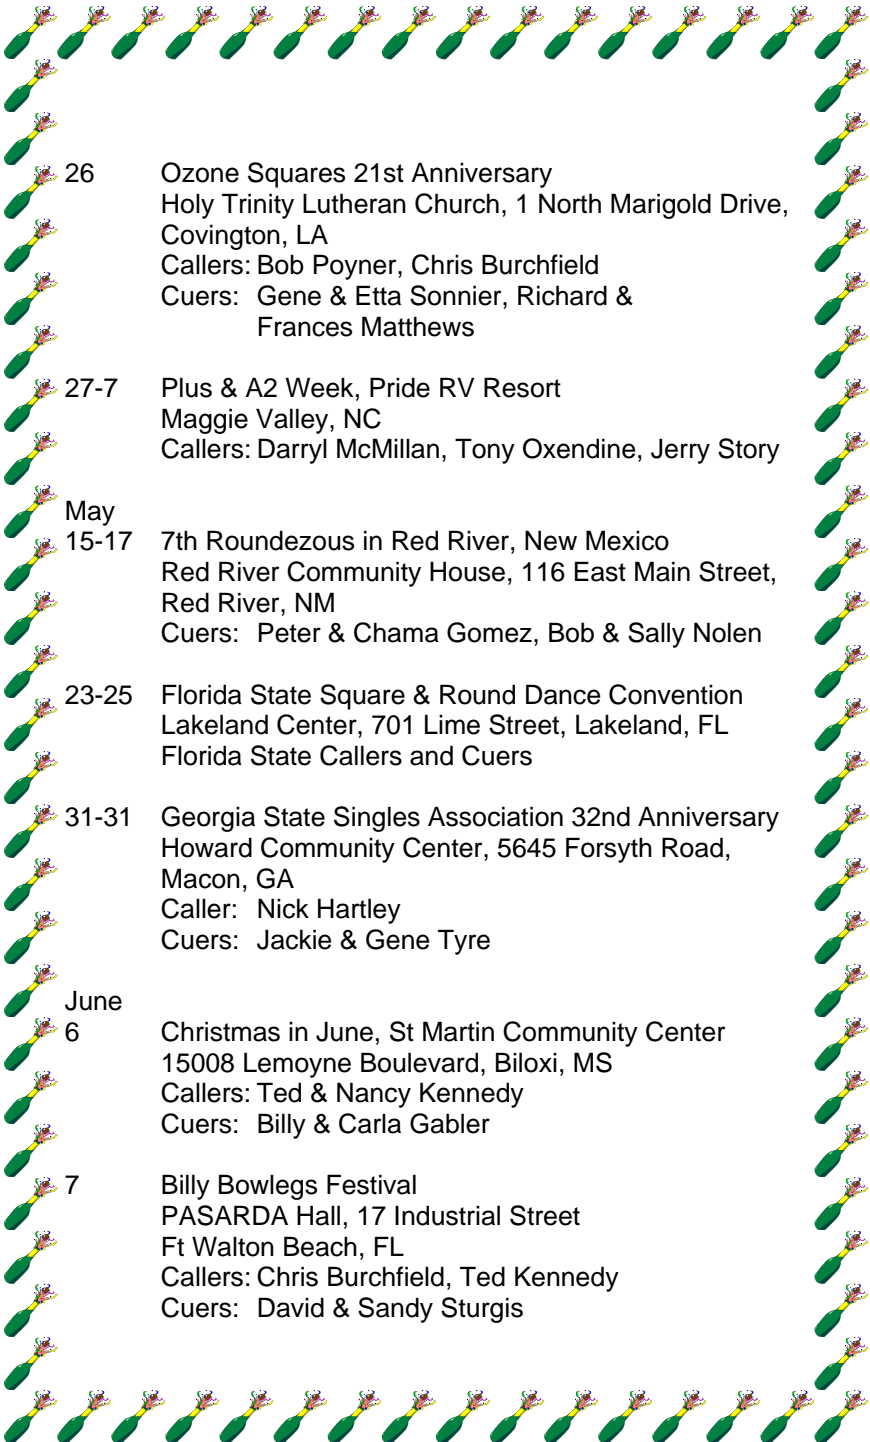 26 Ozone Squares 21st Anniversary
Holy Trinity Lutheran Church, 1 North Marigold Drive,
Covington, LA
Callers: Bob Poyner, Chris Burchfield
Cuers: Gene & Etta Sonnier, Richard &
Frances Matthews
27-7 Plus & A2 Week, Pride RV Resort
Maggie Valley, NC
Callers: Darryl McMillan, Tony Oxendine, Jerry Story
May
15-17 7th Roundezous in Red River, New Mexico
Red River Community House, 116 East Main Street,
Red River, NM
Cuers: Peter & Chama Gomez, Bob & Sally Nolen
23-25 Florida State Square & Round Dance Convention
Lakeland Center, 701 Lime Street, Lakeland, FL
Florida State Callers and Cuers
31-31 Georgia State Singles Association 32nd Anniversary
Howard Community Center, 5645 Forsyth Road,
Macon, GA
Caller: Nick Hartley
Cuers: Jackie & Gene Tyre
June
6 Christmas in June, St Martin Community Center
15008 Lemoyne Boulevard, Biloxi, MS
Callers: Ted & Nancy Kennedy
Cuers: Billy & Carla Gabler
7 Billy Bowlegs Festival
PASARDA Hall, 17 Industrial Street
Ft Walton Beach, FL
Callers: Chris Burchfield, Ted Kennedy
Cuers: David & Sandy Sturgis